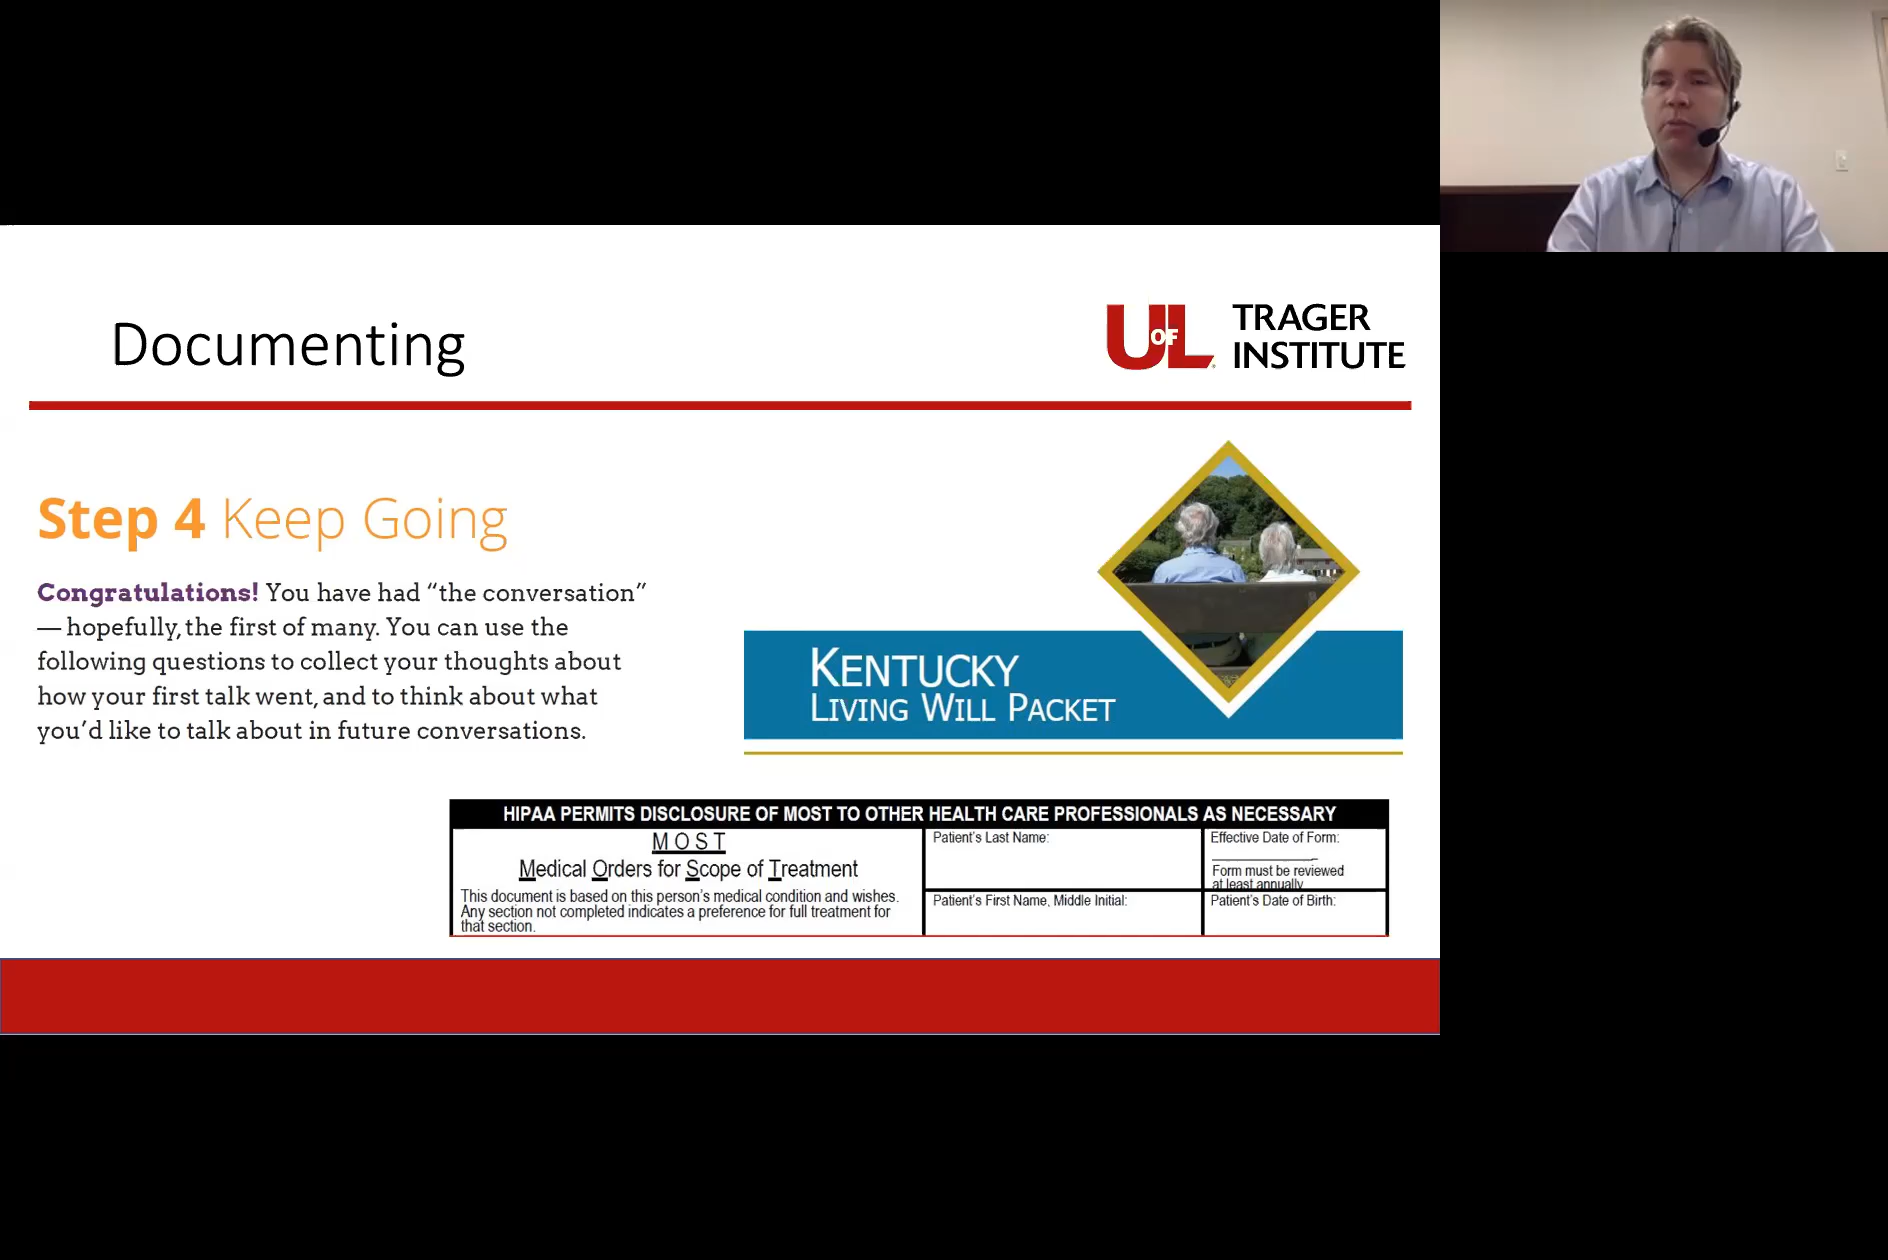 Documenting
UOFL
TRAGER
INSTITUTE
Step 4 Keep Going
Congratulations! You have had “the conversation”
— hopefully, the first of many. You can use the
following questions to collect your thoughts about
how your first talk went, and to think about what
you’d like to talk about in future conversations.
KENTUCKY
LIVING WILL PACKET
HIPAA PERMITS DISCLOSURE OF MOST TO OTHER HEALTH CARE PROFESSIONALS AS NECESSARY
M O S T
Medical Orders for Scope of Treatment
This document is based on this person’s medical condition and wishes.
Any section not completed indicates a preference for full treatment for
that section.
Patient’s Last Name:
Effective Date of Form:
Form must be reviewed
at least annually
Patient’s First Name, Middle Initial:
Patient’s Date of Birth: